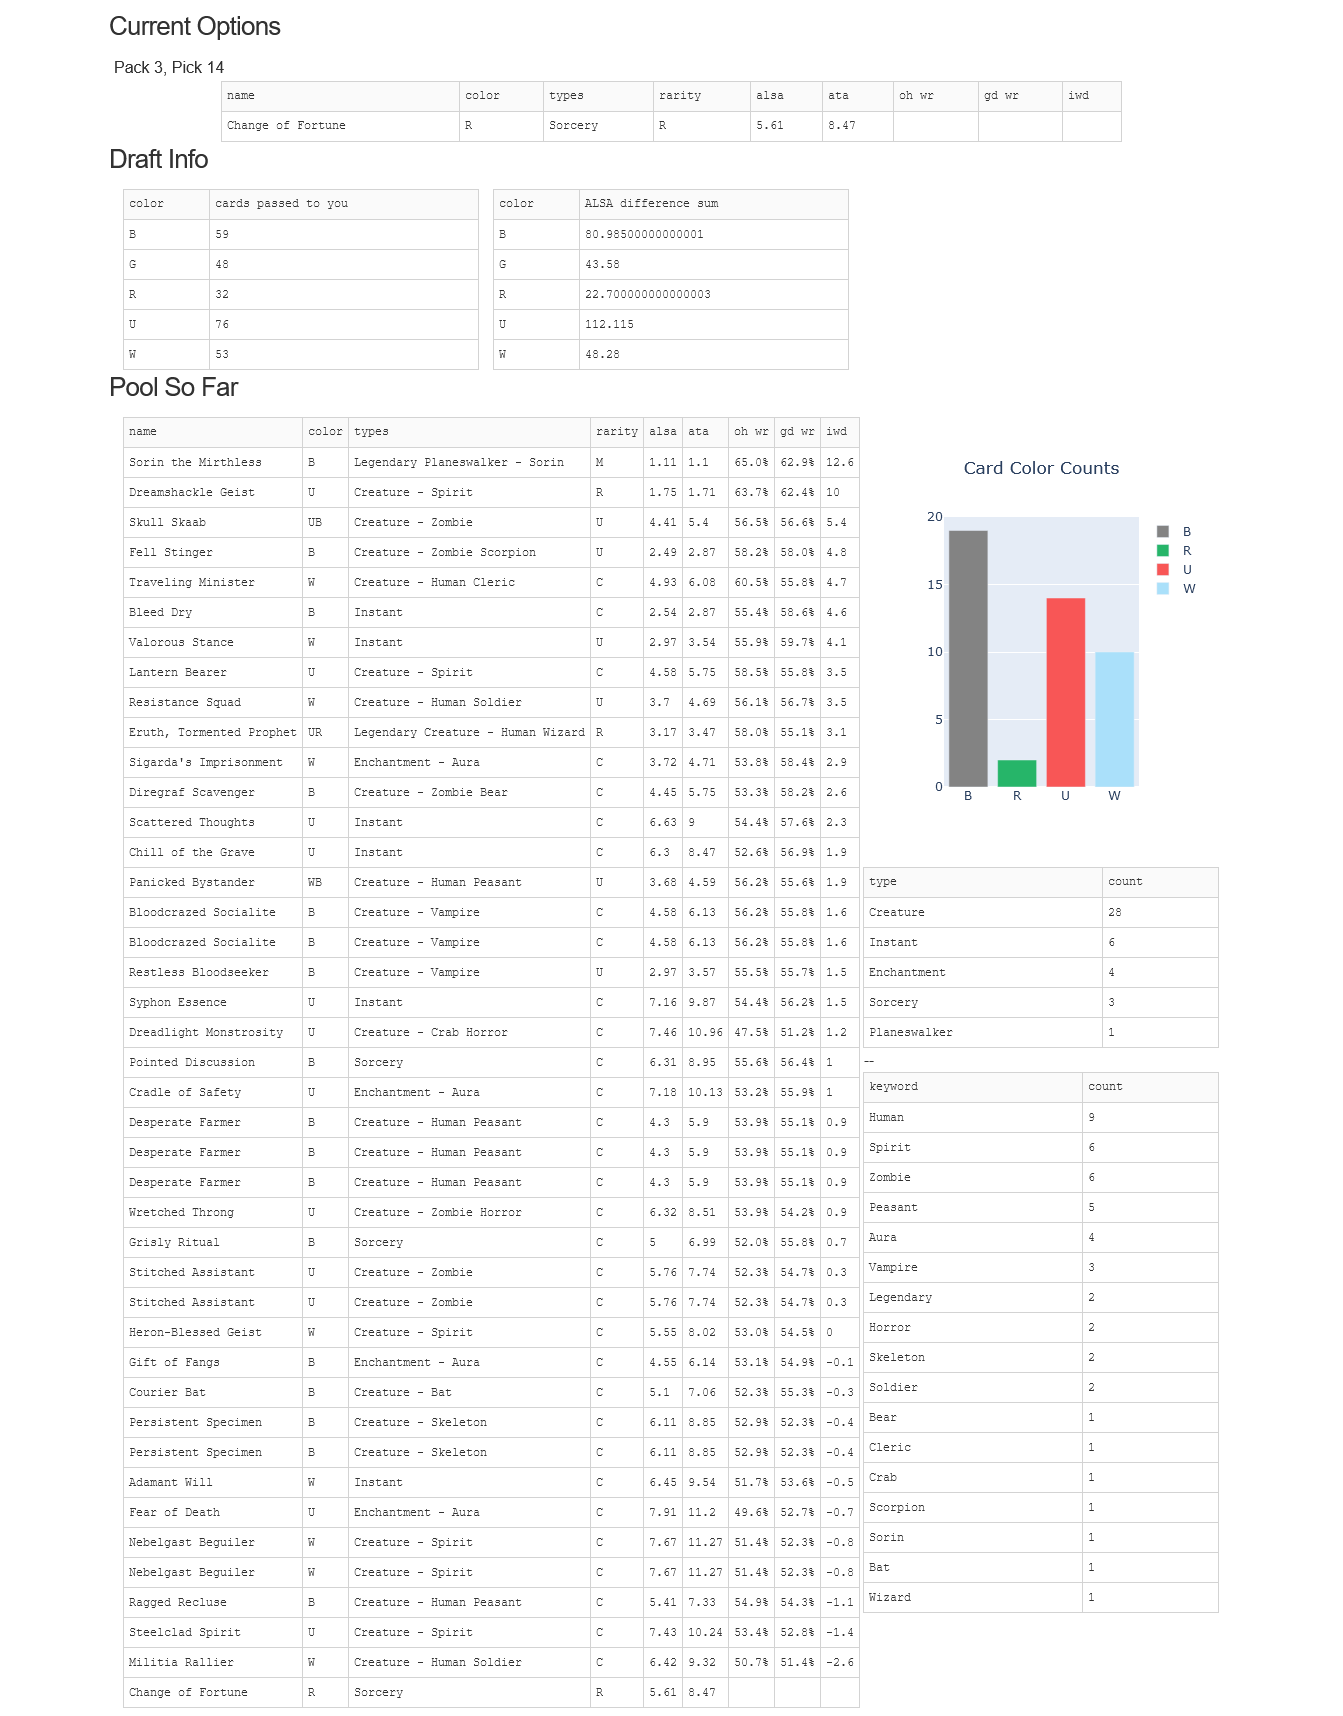 Current Options
Pack 3, Pick 14
name color types rarity alsa ata oh wr gd wr iwd
Change of Fortune R Sorcery R 5.61 8.47
Draft Info
color cards passed to you color ALSA difference sum
B 59 B 80.98500000000001
G 48 G 43.58
R 32 R 22.700000000000003
U 76 U 112.115
W 53 W 48.28
Pool So Far
name color types rarity alsa ata oh wr gd wr iwd
Sorin the Mirthless B Legendary Planeswalker - Sorin M 1.11 1.1 65.0% 62.9% 12.6
Dreamshackle Geist U Creature - Spirit R 1.75 1.71 63.7% 62.4% 10
Skull Skaab UB Creature - Zombie U 4.41 5.4 56.5% 56.6% 5.4
Fell Stinger B Creature - Zombie Scorpion U 2.49 2.87 58.2% 58.0% 4.8
Traveling Minister W Creature - Human Cleric C 4.93 6.08 60.5% 55.8% 4.7
Bleed Dry B Instant C 2.54 2.87 55.4% 58.6% 4.6
Valorous Stance W Instant U 2.97 3.54 55.9% 59.7% 4.1
Lantern Bearer U Creature - Spirit C 4.58 5.75 58.5% 55.8% 3.5
Resistance Squad W Creature - Human Soldier U 3.7 4.69 56.1% 56.7% 3.5
Eruth, Tormented Prophet UR Legendary Creature - Human Wizard R 3.17 3.47 58.0% 55.1% 3.1
Sigarda's Imprisonment W Enchantment - Aura C 3.72 4.71 53.8% 58.4% 2.9
Diregraf Scavenger B Creature - Zombie Bear C 4.45 5.75 53.3% 58.2% 2.6
Scattered Thoughts U Instant C 6.63 9 54.4% 57.6% 2.3
Chill of the Grave U Instant C 6.3 8.47 52.6% 56.9% 1.9
Panicked Bystander WB Creature - Human Peasant U 3.68 4.59 56.2% 55.6% 1.9
Bloodcrazed Socialite B Creature - Vampire C 4.58 6.13 56.2% 55.8% 1.6
Bloodcrazed Socialite B Creature - Vampire C 4.58 6.13 56.2% 55.8% 1.6
Restless Bloodseeker B Creature - Vampire U 2.97 3.57 55.5% 55.7% 1.5
Syphon Essence U Instant C 7.16 9.87 54.4% 56.2% 1.5
Dreadlight Monstrosity U Creature - Crab Horror C 7.46 10.96 47.5% 51.2% 1.2
Pointed Discussion B Sorcery C 6.31 8.95 55.6% 56.4% 1
Cradle of Safety U Enchantment - Aura C 7.18 10.13 53.2% 55.9% 1
Desperate Farmer B Creature - Human Peasant C 4.3 5.9 53.9% 55.1% 0.9
Desperate Farmer B Creature - Human Peasant C 4.3 5.9 53.9% 55.1% 0.9
Desperate Farmer B Creature - Human Peasant C 4.3 5.9 53.9% 55.1% 0.9
Wretched Throng U Creature - Zombie Horror C 6.32 8.51 53.9% 54.2% 0.9
Grisly Ritual B Sorcery C 5 6.99 52.0% 55.8% 0.7
Stitched Assistant U Creature - Zombie C 5.76 7.74 52.3% 54.7% 0.3
Stitched Assistant U Creature - Zombie C 5.76 7.74 52.3% 54.7% 0.3
Heron-Blessed Geist W Creature - Spirit C 5.55 8.02 53.0% 54.5% 0
Gift of Fangs B Enchantment - Aura C 4.55 6.14 53.1% 54.9% -0.1
Courier Bat B Creature - Bat C 5.1 7.06 52.3% 55.3% -0.3
Persistent Specimen B Creature - Skeleton C 6.11 8.85 52.9% 52.3% -0.4
Persistent Specimen B Creature - Skeleton C 6.11 8.85 52.9% 52.3% -0.4
Adamant Will W Instant C 6.45 9.54 51.7% 53.6% -0.5
Fear of Death U Enchantment - Aura C 7.91 11.2 49.6% 52.7% -0.7
Nebelgast Beguiler W Creature - Spirit C 7.67 11.27 51.4% 52.3% -0.8
Nebelgast Beguiler W Creature - Spirit C 7.67 11.27 51.4% 52.3% -0.8
Ragged Recluse B Creature - Human Peasant C 5.41 7.33 54.9% 54.3% -1.1
Steelclad Spirit U Creature - Spirit C 7.43 10.24 53.4% 52.8% -1.4
Militia Rallier W Creature - Human Soldier C 6.42 9.32 50.7% 51.4% -2.6
Change of Fortune R Sorcery R 5.61 8.47
Card Color Counts
20
15
10
5
0
B R U W
B
R
U
W
type count
Creature 28
Instant 6
Enchantment 4
Sorcery 3
Planeswalker 1
--
keyword count
Human 9
Spirit 6
Zombie 6
Peasant 5
Aura 4
Vampire 3
Legendary 2
Horror 2
Skeleton 2
Soldier 2
Bear 1
Cleric 1
Crab 1
Scorpion 1
Sorin 1
Bat 1
Wizard 1